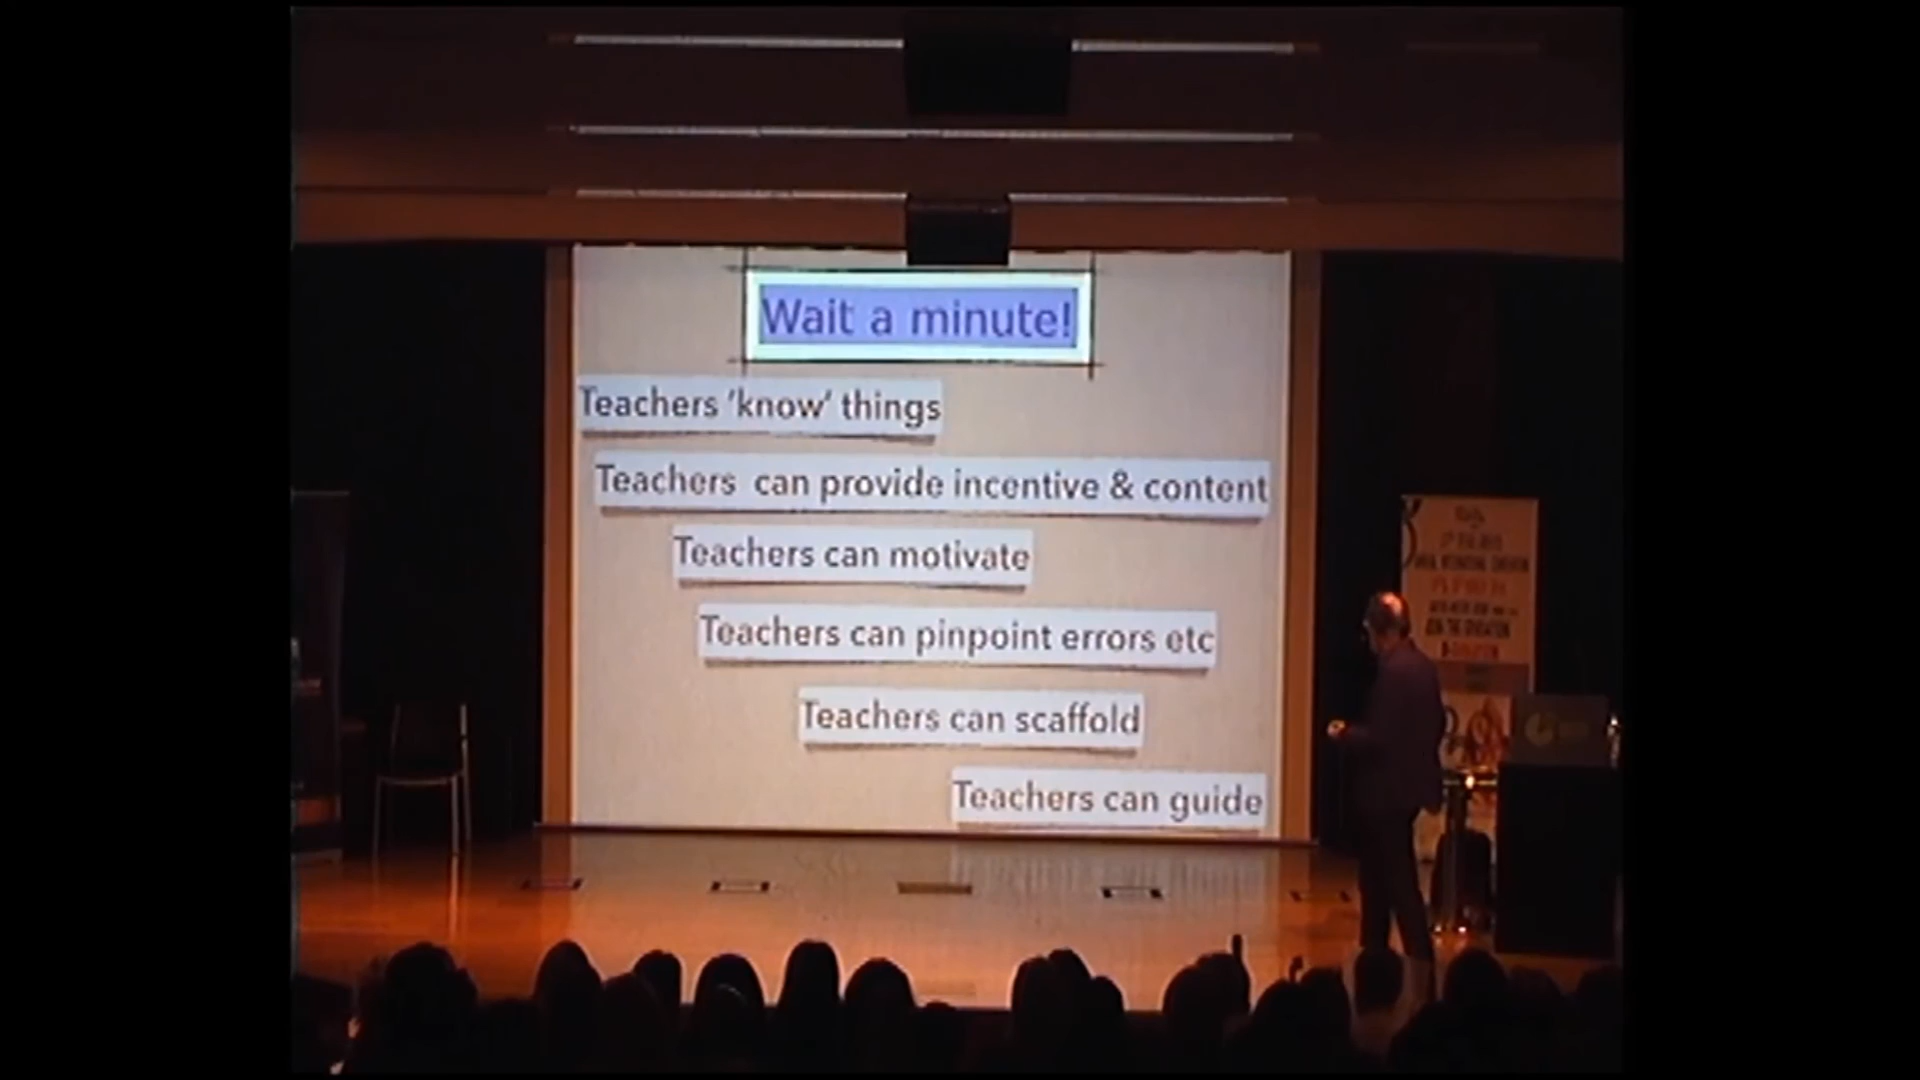 Wait a minute!
Teachers ‘know’ things
Teachers can provide incentive & content
Teachers can motivate
Teachers can pinpoint errors etc
Teachers can scaffold
Teachers can guide